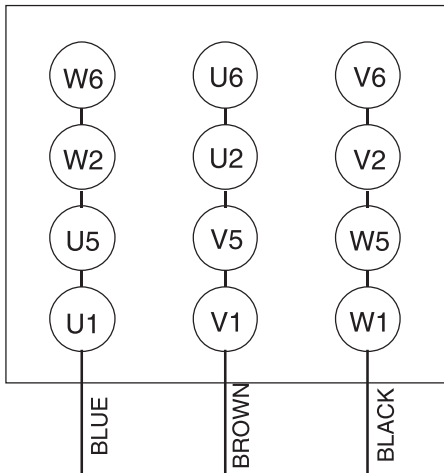 W6 U6 V6
W2 U2 V2
U5 V5 W5
U1 V1 W1
BLUE
BROWN
BLACK